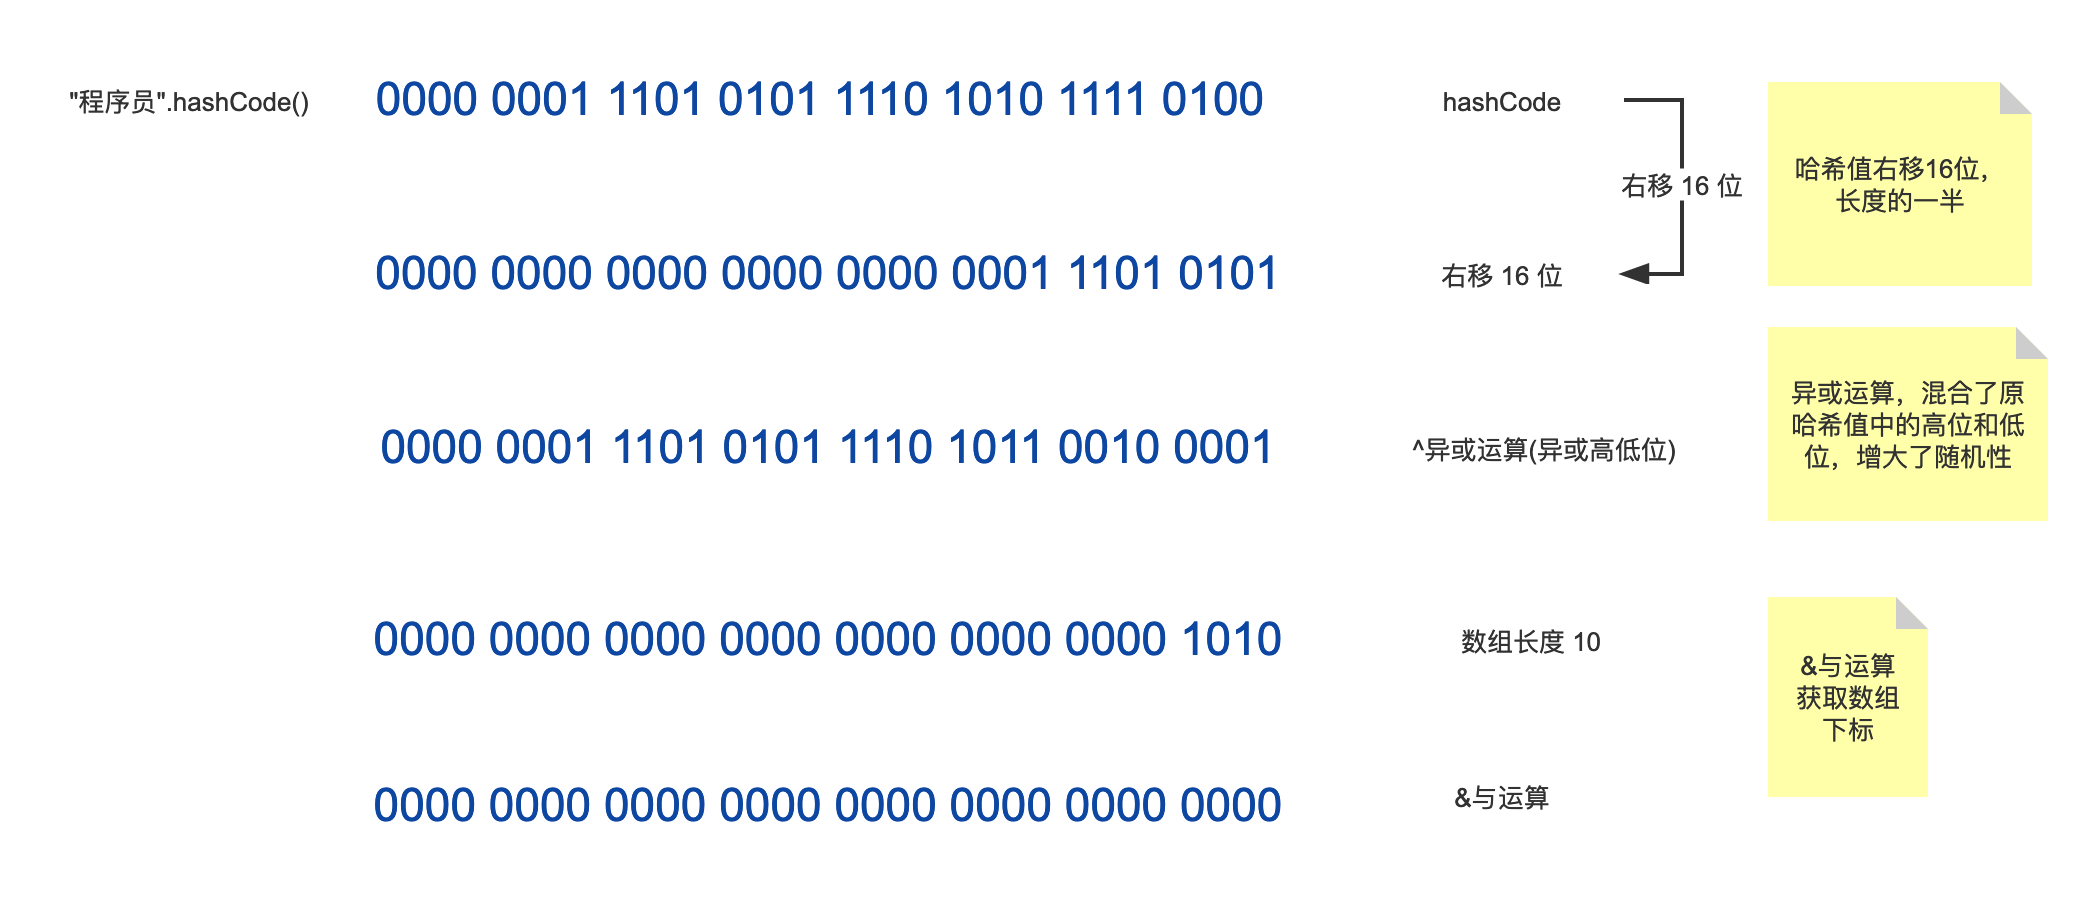 "程序员".hashCode()
0000 0001 1101 0101 1110 1010 1111 0100
hashCode
右移 16 位
哈希值右移16位，
长度的一半
0000 0000 0000 0000 0000 0001 1101 0101
右移 16 位
0000 0001 1101 0101 1110 1011 0010 0001
^异或运算(异或高低位)
异或运算，混合了原
哈希值中的高位和低
位，增大了随机性
0000 0000 0000 0000 0000 0000 0000 1010
数组长度 10
&与运算
获取数组
下标
0000 0000 0000 0000 0000 0000 0000 0000
&与运算